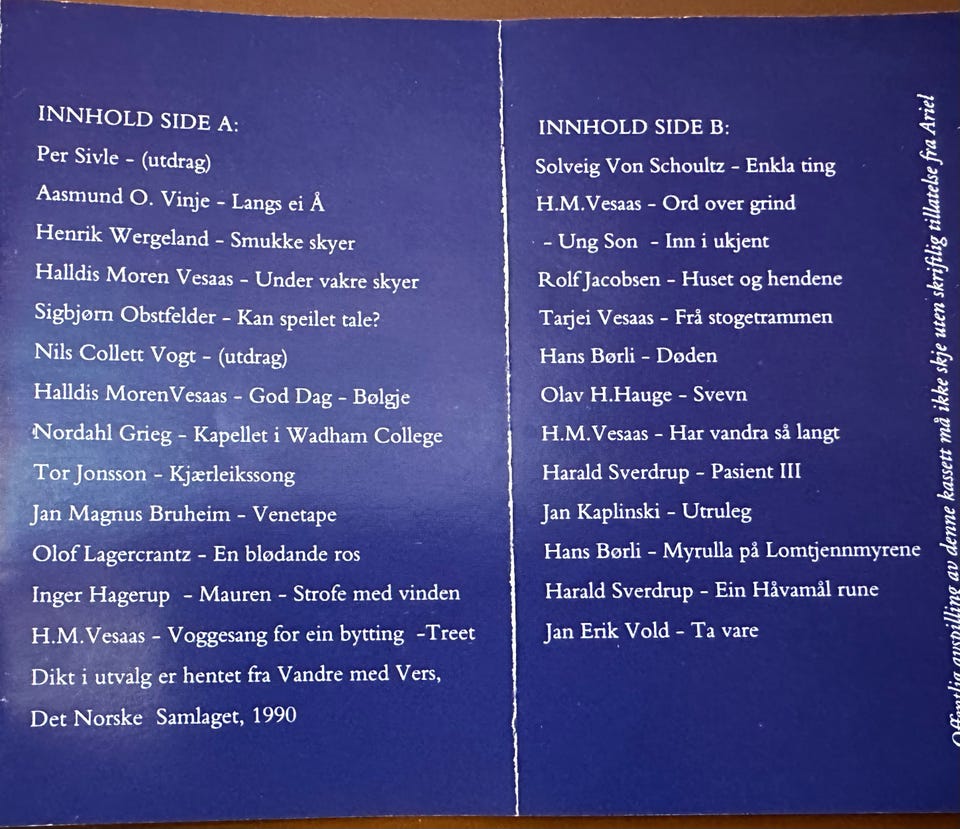 INNHOLD SIDE A:
Per Sivle - (utdrag)
Aasmund O. Vinje - Langs ei Å
Henrik Wergeland - Smukke skyer
Halldis Moren Vesaas - Under vakre skyer
Sigbjørn Obstfelder - Kan speilet tale?
Nils Collett Vogt - (utdrag)
Halldis MorenVesaas - God Dag - Bølgje
Nordahl Grieg - Kapellet i Wadham College
Tor Jonsson - Kjærleikssong
Jan Magnus Bruheim - Venetape
Olof Lagercrantz - En blødande ros
Inger Hagerup - Mauren - Strofe med vinden
H.M.Vesaas - Voggesang for ein bytting -Treet
Dikt i utvalg er hentet fra Vandre med Vers,
Det Norske Samlaget, 1990
INNHOLD SIDE B:
Solveig Von Schoultz - Enkla ting
H.M.Vesaas - Ord over grind
- Ung Son - Inn i ukjent
Rolf Jacobsen - Huset og hendene
Tarjei Vesaas - Frå stogetrammen
Hans Børli - Døden
Olav H.Hauge - Svevn
H.M.Vesaas - Har vandra så langt
Harald Sverdrup - Pasient III
Jan Kaplinski - Utruleg
Hans Børli - Myrulla på Lomtjennmyrene
Harald Sverdrup - Ein Håvamål rune
Jan Erik Vold - Ta vare
Offentlig avspilling av denne kassett må ikke skje uten skriftlig tillatelse fra Ariel